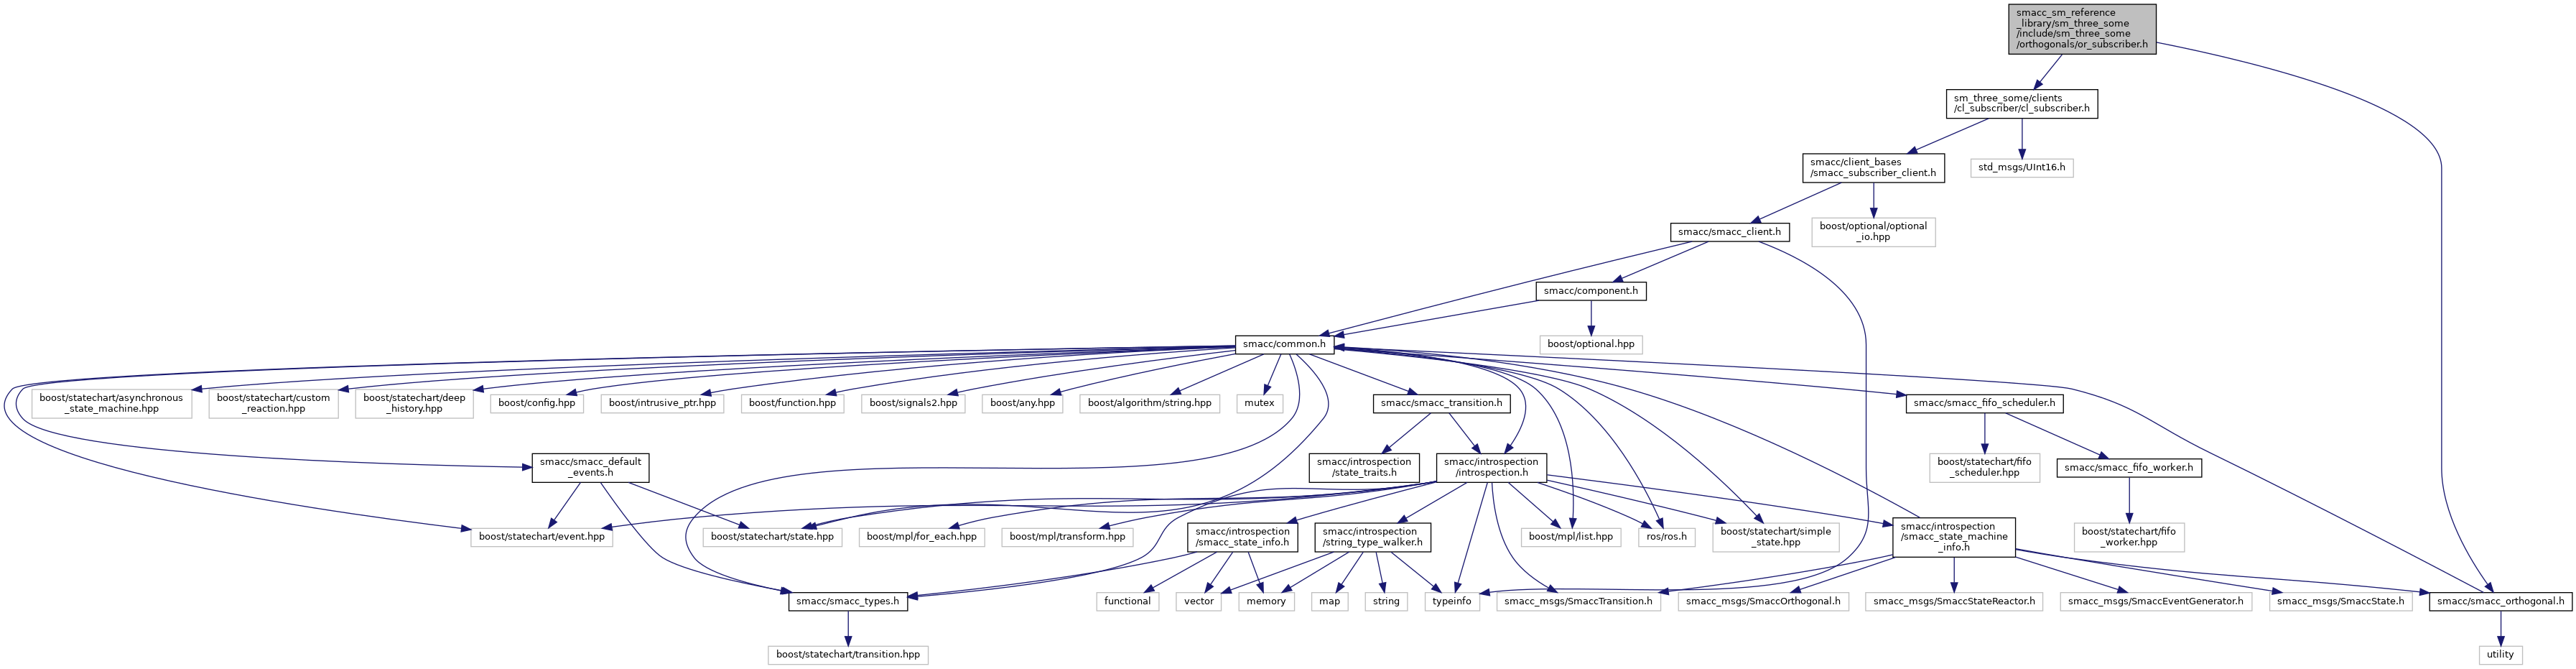 smacc_sm_reference
_library/sm_three_some
/include/sm_three_some
/orthogonals/or_subscriber.h
sm_three_some/clients
/cl_subscriber/cl_subscriber.h
smacc/client_bases
/smacc_subscriber_client.h
std_msgs/UInt16.h
smacc/smacc_client.h
boost/optional/optional
_io.hpp
smacc/component.h
smacc/common.h
boost/optional.hpp
boost/statechart/asynchronous
_state_machine.hpp
boost/statechart/custom
_reaction.hpp
boost/statechart/deep
_history.hpp
boost/config.hpp
boost/intrusive_ptr.hpp
boost/function.hpp
boost/signals2.hpp
boost/any.hpp
boost/algorithm/string.hpp
mutex
smacc/smacc_transition.h
smacc/smacc_fifo_scheduler.h
smacc/smacc_default
_events.h
smacc/introspection
/state_traits.h
smacc/introspection
/introspection.h
boost/statechart/fifo
_scheduler.hpp
smacc/smacc_fifo_worker.h
boost/statechart/event.hpp
boost/statechart/state.hpp
boost/mpl/for_each.hpp
boost/mpl/transform.hpp
smacc/introspection
/smacc_state_info.h
smacc/introspection
/string_type_walker.h
boost/mpl/list.hpp
ros/ros.h
boost/statechart/simple
_state.hpp
smacc/introspection
/smacc_state_machine
_info.h
boost/statechart/fifo
_worker.hpp
smacc/smacc_types.h
functional
vector
memory
map
string
typeinfo
smacc_msgs/SmaccTransition.h
smacc_msgs/SmaccOrthogonal.h
smacc_msgs/SmaccStateReactor.h
smacc_msgs/SmaccEventGenerator.h
smacc_msgs/SmaccState.h
smacc/smacc_orthogonal.h
boost/statechart/transition.hpp
utility